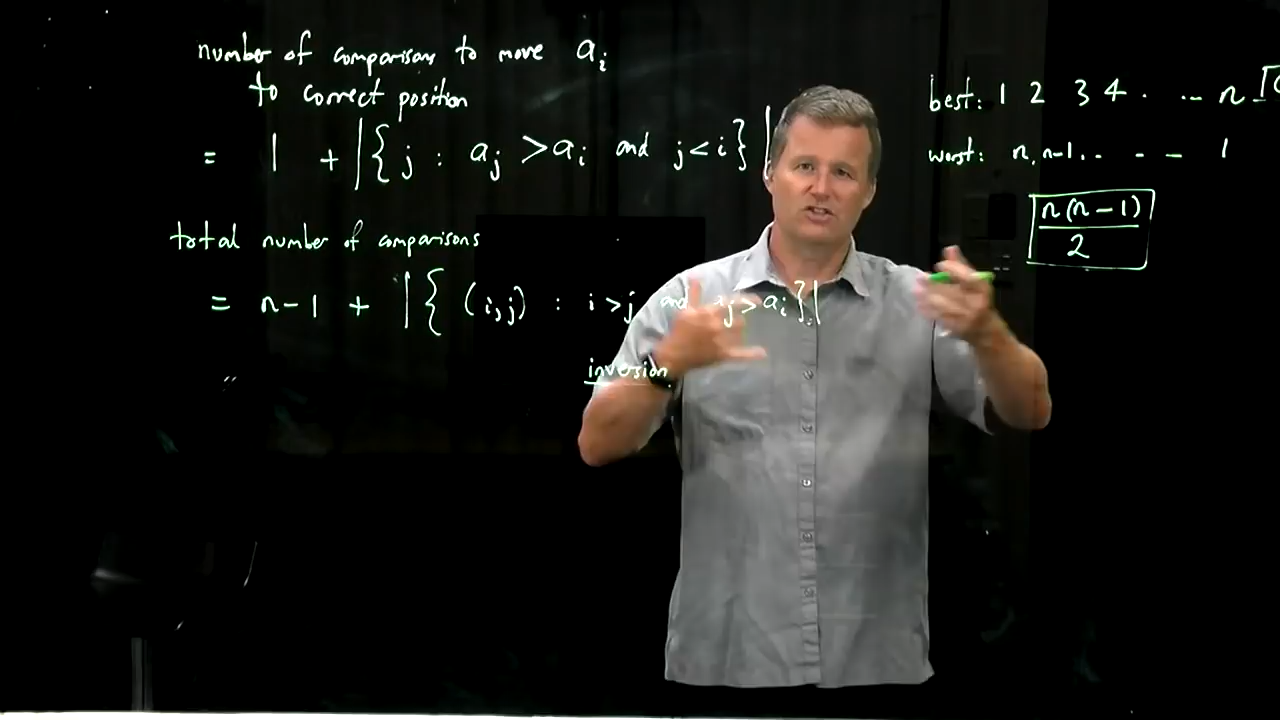 number of comparisons to move a_i
to correct position
= 1 + |{ j : a_j > a_i and j < i }|
total number of comparisons
= n-1 + |{ (i,j) : i > j and a_j > a_i }|
inversion
best: 1 2 3 4 . . -- n
worst: n, n-1 . . - - — 1
n(n-1)
2